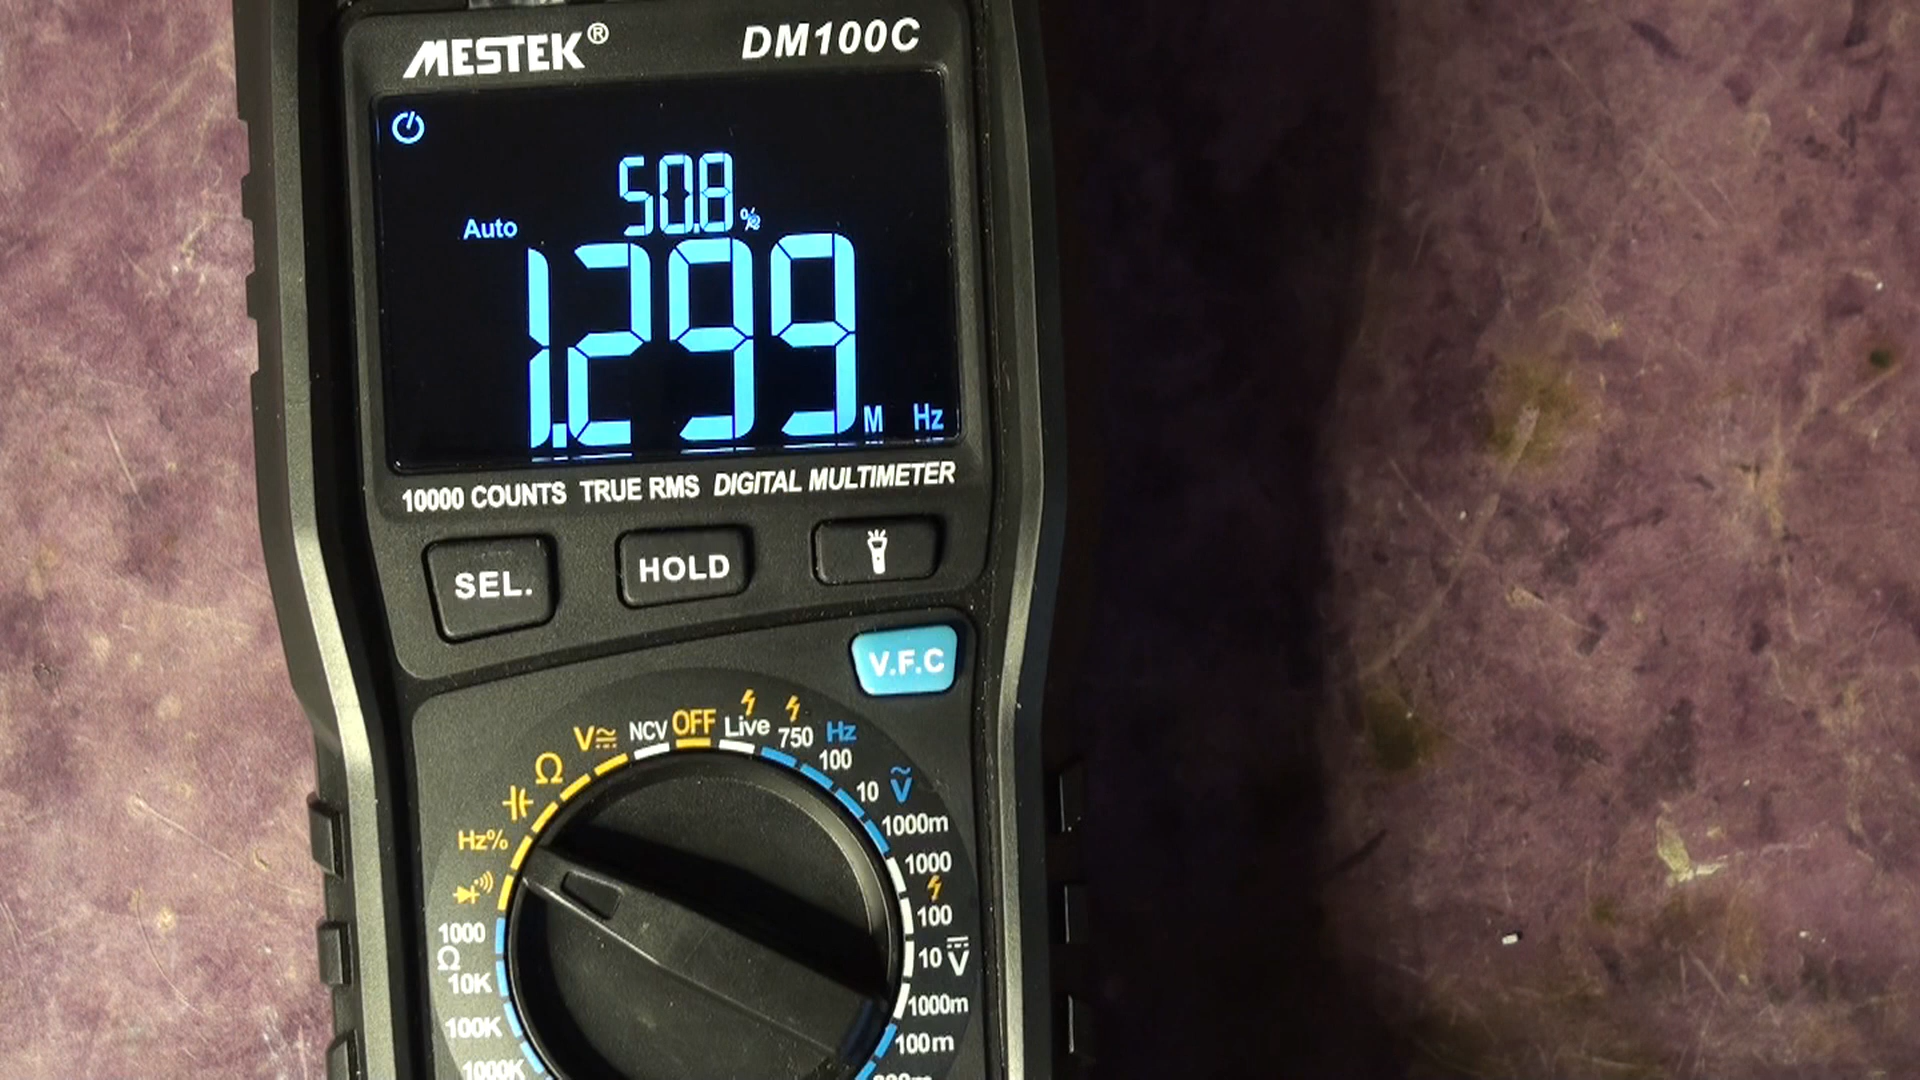 MESTEK® DM100C
50.8 %
Auto
1.299 M Hz
10000 COUNTS TRUE RMS DIGITAL MULTIMETER
SEL. HOLD
V.F.C
V NCV OFF Live 750 Hz
Ω 100
10 V
1000m
Hz% 1000
100
1000 10 V
Ω
10K 1000m
100K 100m
1000K